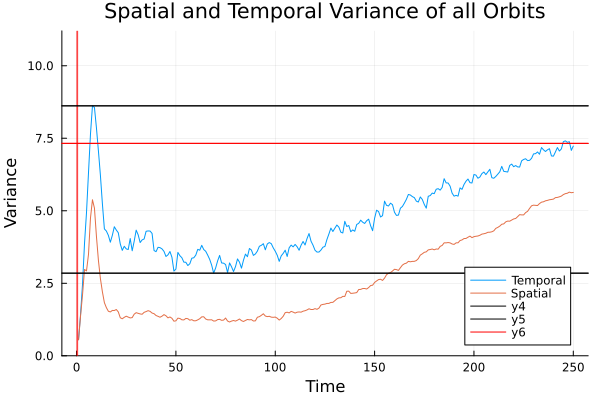 Spatial and Temporal Variance of all Orbits
Variance
10.0
7.5
5.0
2.5
0.0
0
50
100
150
200
250
Time
Temporal
Spatial
y4
y5
y6